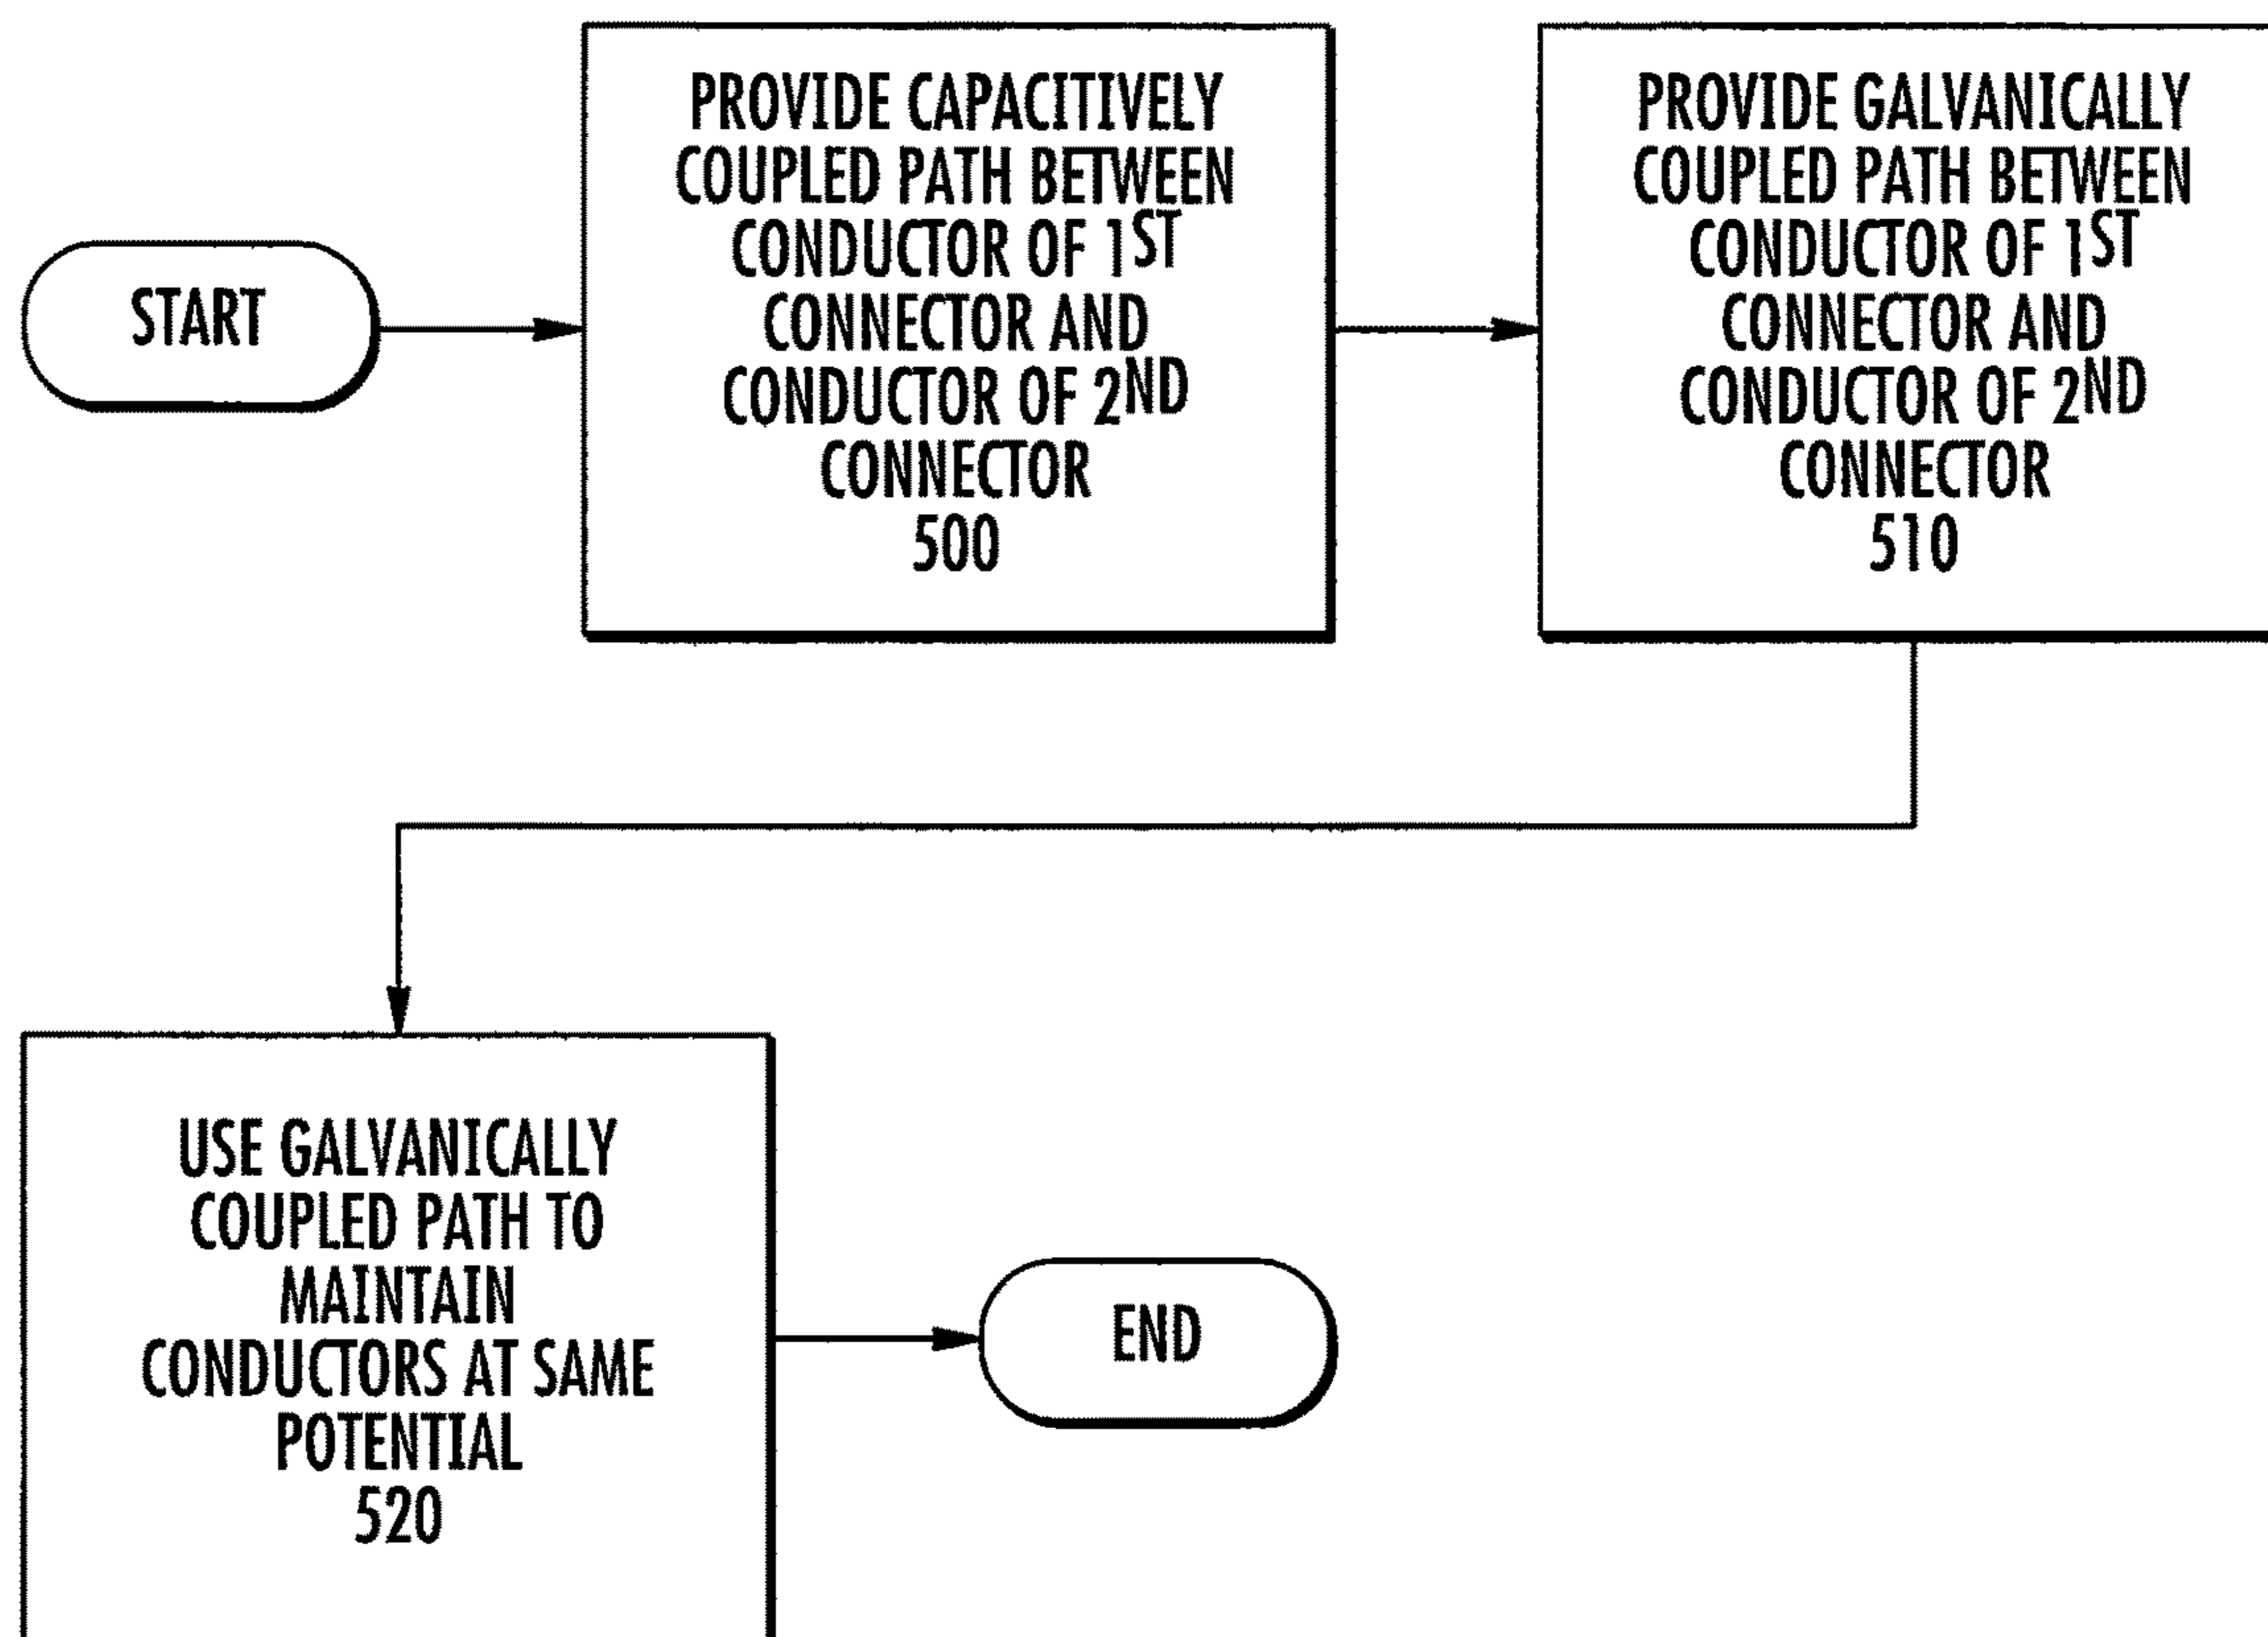 START
PROVIDE CAPACITIVELY
COUPLED PATH BETWEEN
CONDUCTOR OF 1ST
CONNECTOR AND
CONDUCTOR OF 2ND
CONNECTOR
500
PROVIDE GALVANICALLY
COUPLED PATH BETWEEN
CONDUCTOR OF 1ST
CONNECTOR AND
CONDUCTOR OF 2ND
CONNECTOR
510
USE GALVANICALLY
COUPLED PATH TO
MAINTAIN
CONDUCTORS AT SAME
POTENTIAL
520
END